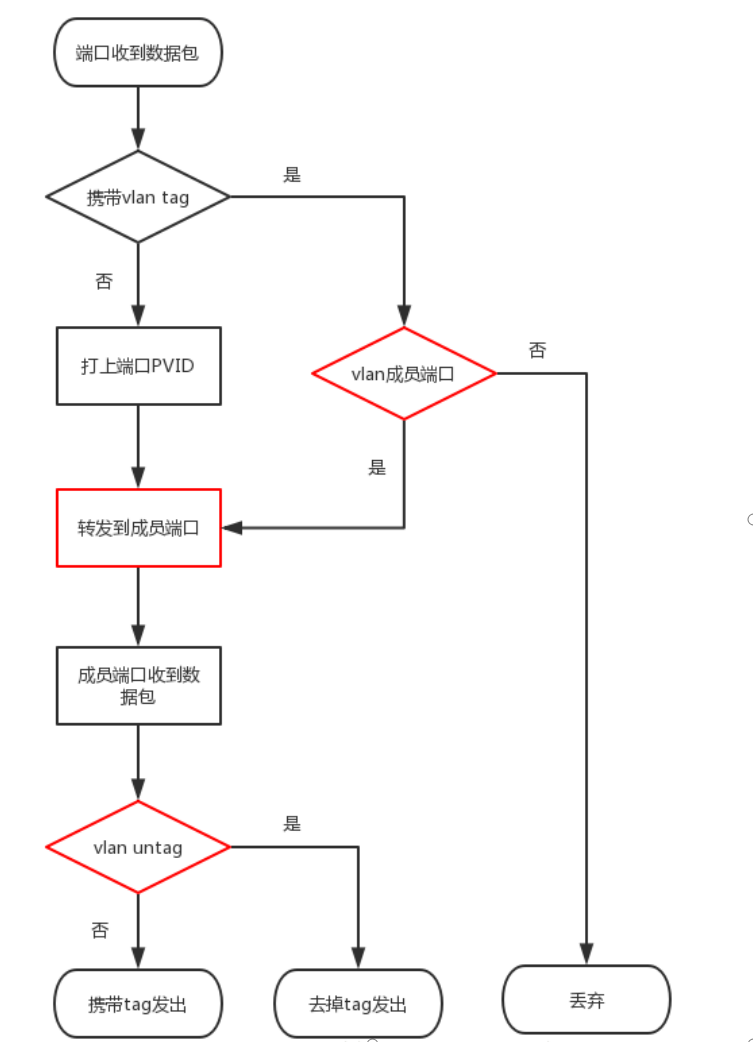 端口收到数据包
携带vlan tag
是
否
打上端口PVID
vlan成员端口
否
是
转发到成员端口
成员端口收到数
据包
vlan untag
是
否
携带tag发出
去掉tag发出
丢弃